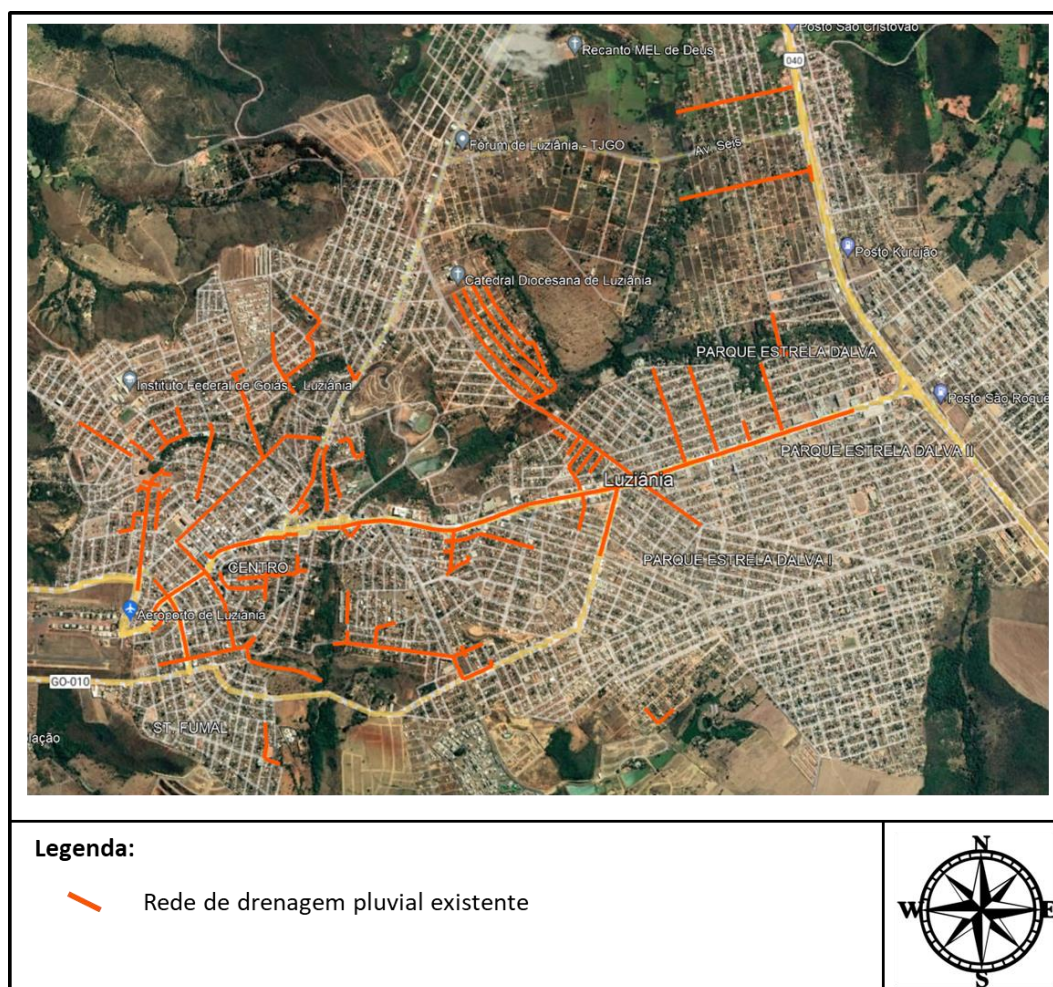 Posto São Cristovão
Recanto MEL de Deus
040
Fórum de Luziânia - TJGO
Av. Seis
Posto Kurujão
Catedral Diocesana de Luziânia
PARQUE ESTRELA DALVA
Instituto Federal de Goiás - Luziânia
Posto São Roque
PARQUE ESTRELA DALVA II
Luziânia
PARQUE ESTRELA DALVA I
CENTRO
Aeroporto de Luziânia
GO-010
ST. FUMAL
lação
Legenda:
Rede de drenagem pluvial existente
N
W
E
S